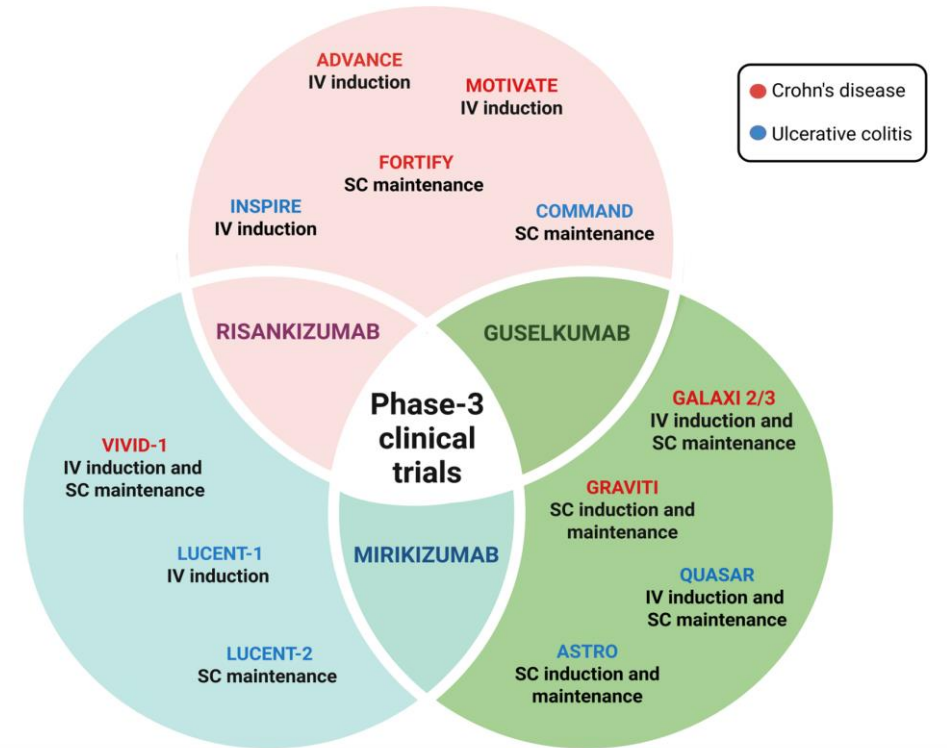 ADVANCE
IV induction
MOTIVATE
IV induction
FORTIFY
SC maintenance
INSPIRE
IV induction
COMMAND
SC maintenance
Crohn's disease
Ulcerative colitis
RISANKIZUMAB
GUSELKUMAB
Phase-3
clinical
trials
MIRIKIZUMAB
VIVID-1
IV induction and
SC maintenance
LUCENT-1
IV induction
LUCENT-2
SC maintenance
GALAXI 2/3
IV induction and
SC maintenance
GRAVITI
SC induction and
maintenance
QUASAR
IV induction and
SC maintenance
ASTRO
SC induction and
maintenance